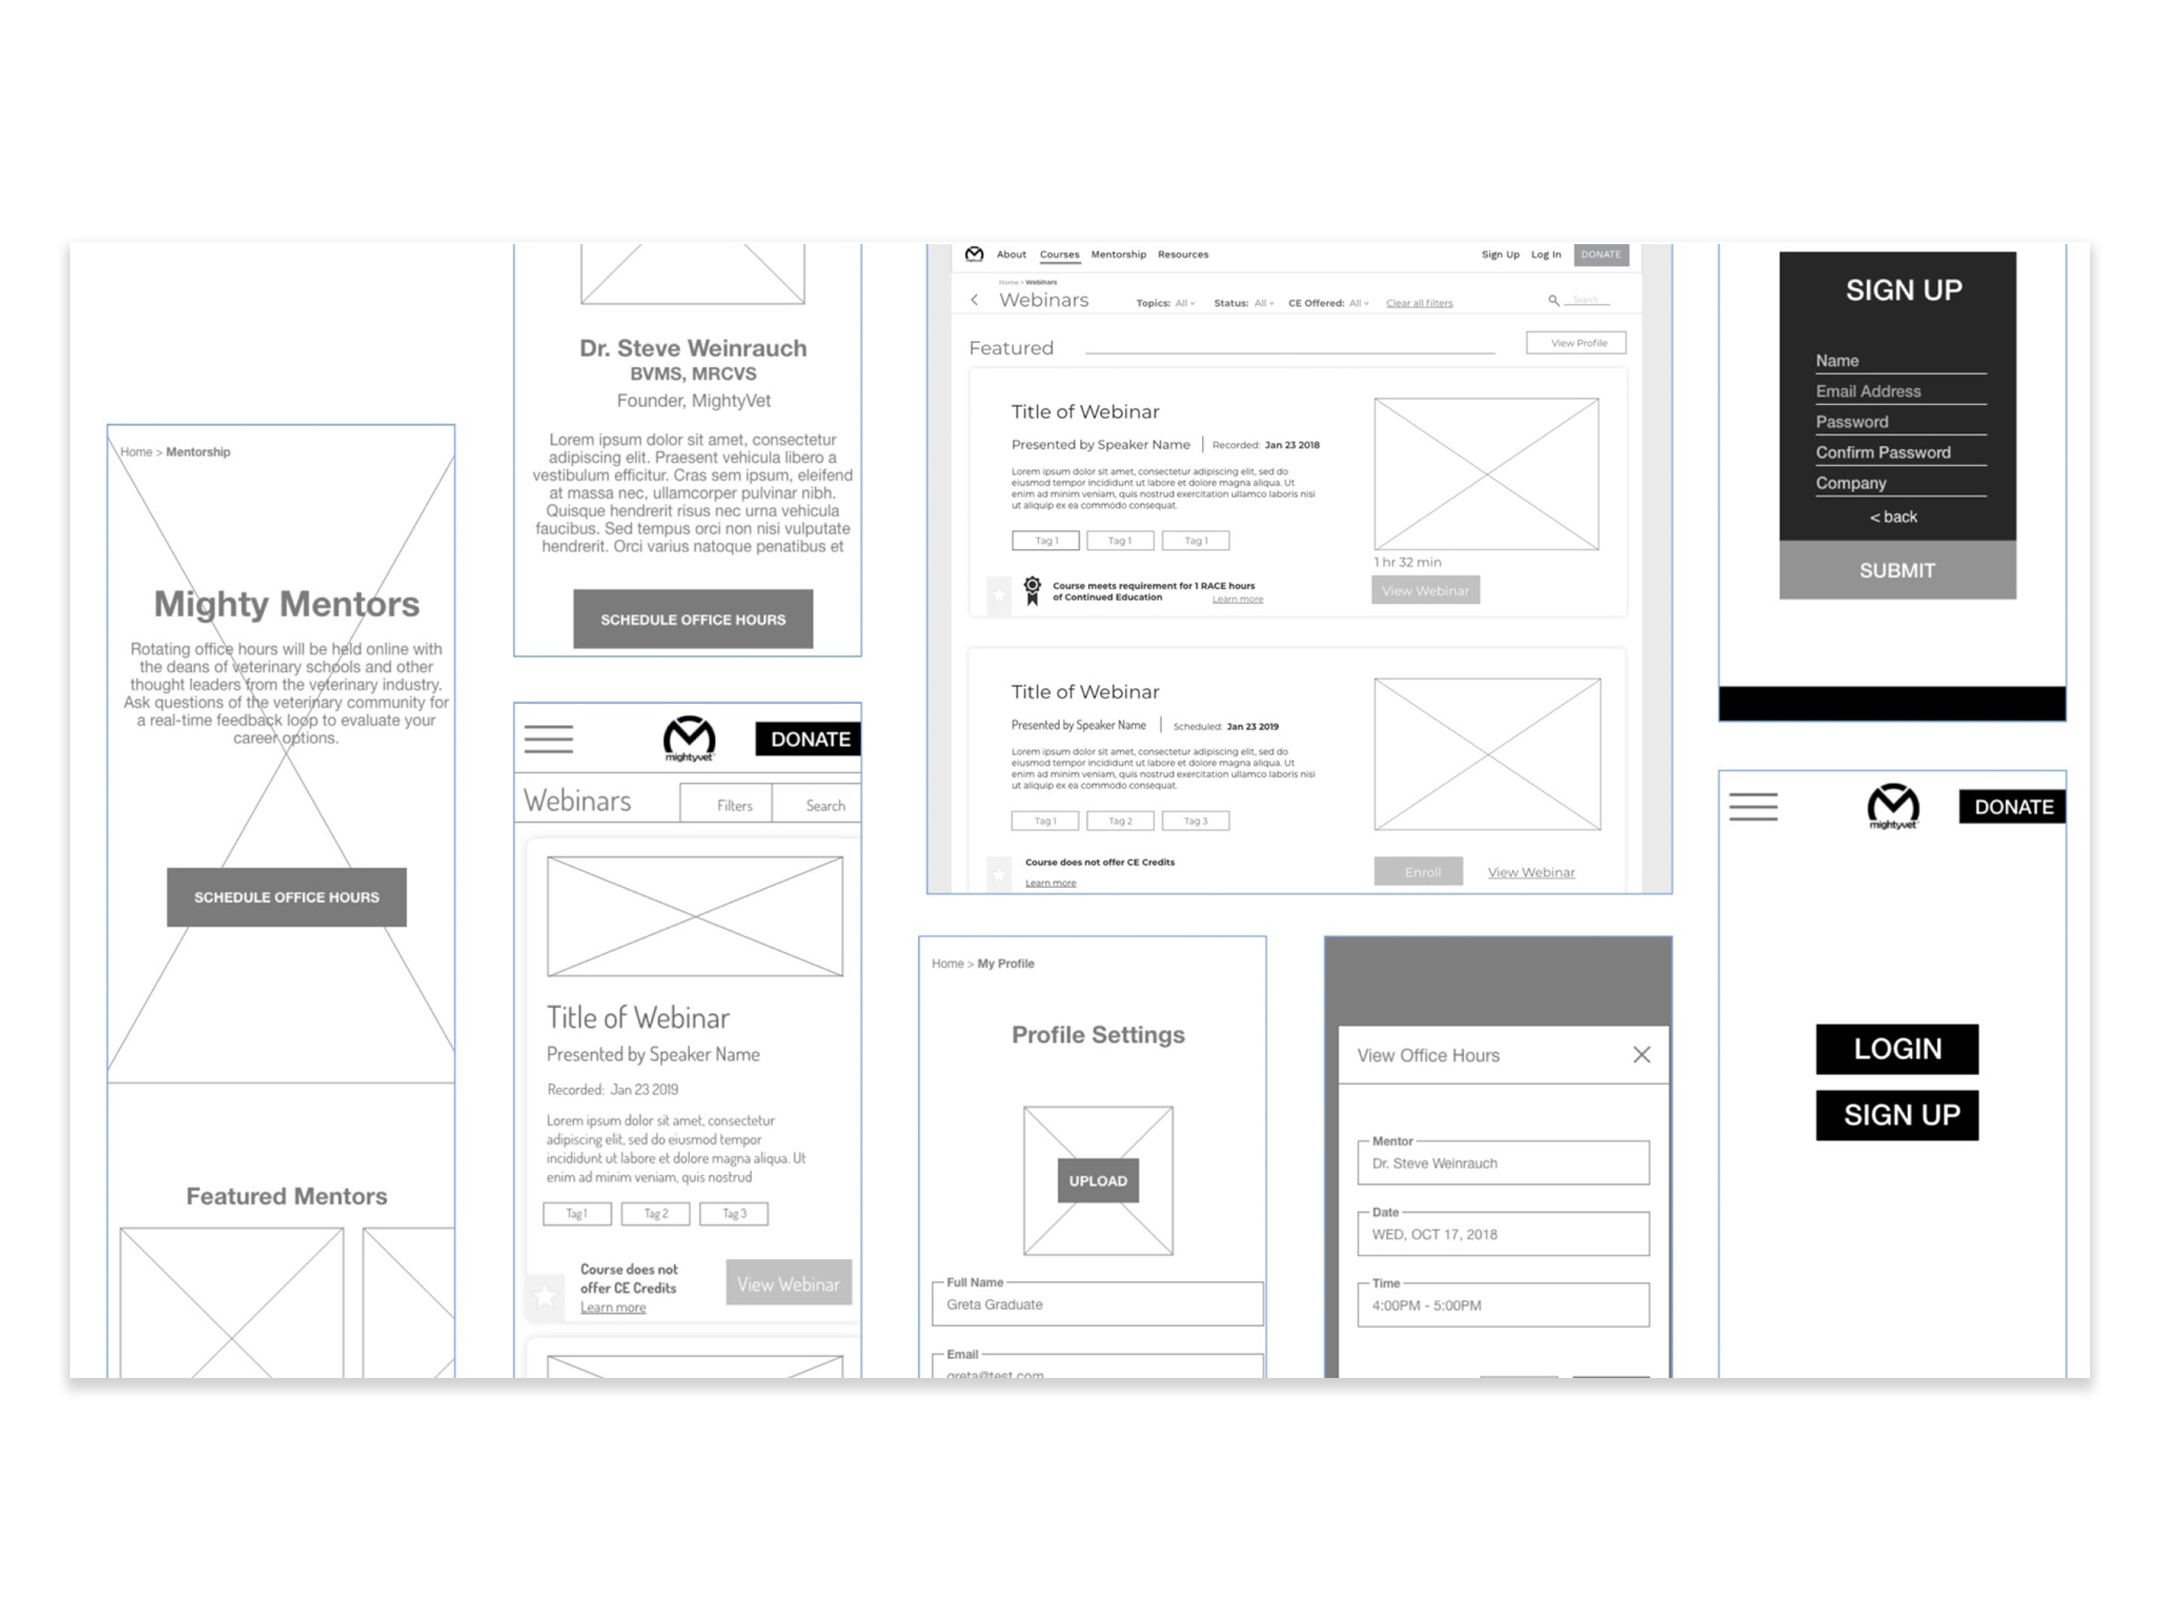 Home > Mentorship
Mighty Mentors
Rotating office hours will be held online with
the deans of veterinary schools and other
thought leaders from the veterinary industry.
Ask questions of the veterinary community for
a real-time feedback loop to evaluate your
career options.
SCHEDULE OFFICE HOURS
Featured Mentors
Dr. Steve Weinrauch
BVMS, MRCVS
Founder, MightyVet
Lorem ipsum dolor sit amet, consectetur
adipiscing elit. Praesent vehicula libero a
vestibulum efficitur. Cras sem ipsum, eleifend
at massa nec, ullamcorper pulvinar nibh.
Quisque hendrerit risus nec urna vehicula
faucibus. Sed tempus orci non nisi vulputate
hendrerit. Orci varius natoque penatibus et
SCHEDULE OFFICE HOURS
mightyvet
DONATE
Webinars Filters Search
Title of Webinar
Presented by Speaker Name
Recorded: Jan 23 2019
Lorem ipsum dolor sit amet, consectetur
adipiscing elit, sed do eiusmod tempor
incididunt ut labore et dolore magna aliqua. Ut
enim ad minim veniam, quis nostrud
Tag 1 Tag 2 Tag 3
Course does not
offer CE Credits
Learn more
View Webinar
About Courses Mentorship Resources Sign Up Log In DONATE
Home > Webinars
Webinars Topics: All Status: All CE Offered: All Clear all filters Search
Featured View Profile
Title of Webinar
Presented by Speaker Name | Recorded: Jan 23 2018
Lorem ipsum dolor sit amet, consectetur adipiscing elit, sed do
eiusmod tempor incididunt ut labore et dolore magna aliqua. Ut
enim ad minim veniam, quis nostrud exercitation ullamco laboris nisi
ut aliquip ex ea commodo consequat.
Tag 1 Tag 1 Tag 1
1 hr 32 min
Course meets requirement for 1 RACE hours
of Continued Education Learn more
View Webinar
Title of Webinar
Presented by Speaker Name | Scheduled: Jan 23 2019
Lorem ipsum dolor sit amet, consectetur adipiscing elit, sed do
eiusmod tempor incididunt ut labore et dolore magna aliqua. Ut
enim ad minim veniam, quis nostrud exercitation ullamco laboris nisi
ut aliquip ex ea commodo consequat.
Tag 1 Tag 2 Tag 3
Course does not offer CE Credits
Learn more
Enroll View Webinar
Home > My Profile
Profile Settings
UPLOAD
Full Name
Greta Graduate
Email
greta@test.com
View Office Hours
Mentor
Dr. Steve Weinrauch
Date
WED, OCT 17, 2018
Time
4:00PM - 5:00PM
SIGN UP
Name
Email Address
Password
Confirm Password
Company
< back
SUBMIT
mightyvet
DONATE
LOGIN
SIGN UP